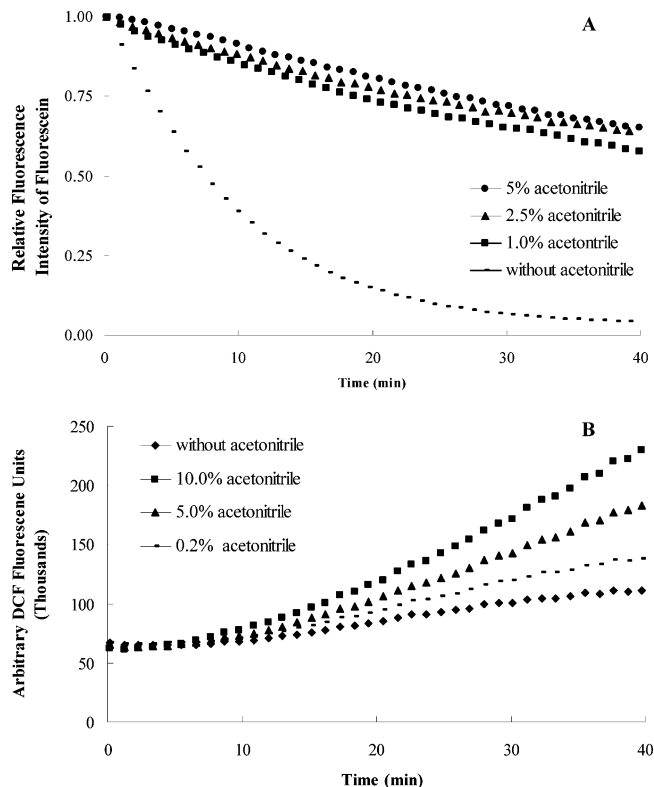 A
1.00
0.75
0.50
0.25
0.00
Relative Fluorescence
Intensity of Fluorescein
5% acetonitrile
2.5% acetonitrile
1.0% acetontrile
without acetonitrile
0
10
20
30
40
Time (min)
B
250
200
150
100
50
0
Arbitrary DCF Fluorescene Units
(Thousands)
without acetonitrile
10.0% acetonitrile
5.0% acetonitrile
0.2% acetonitrile
0
10
20
30
40
Time (min)